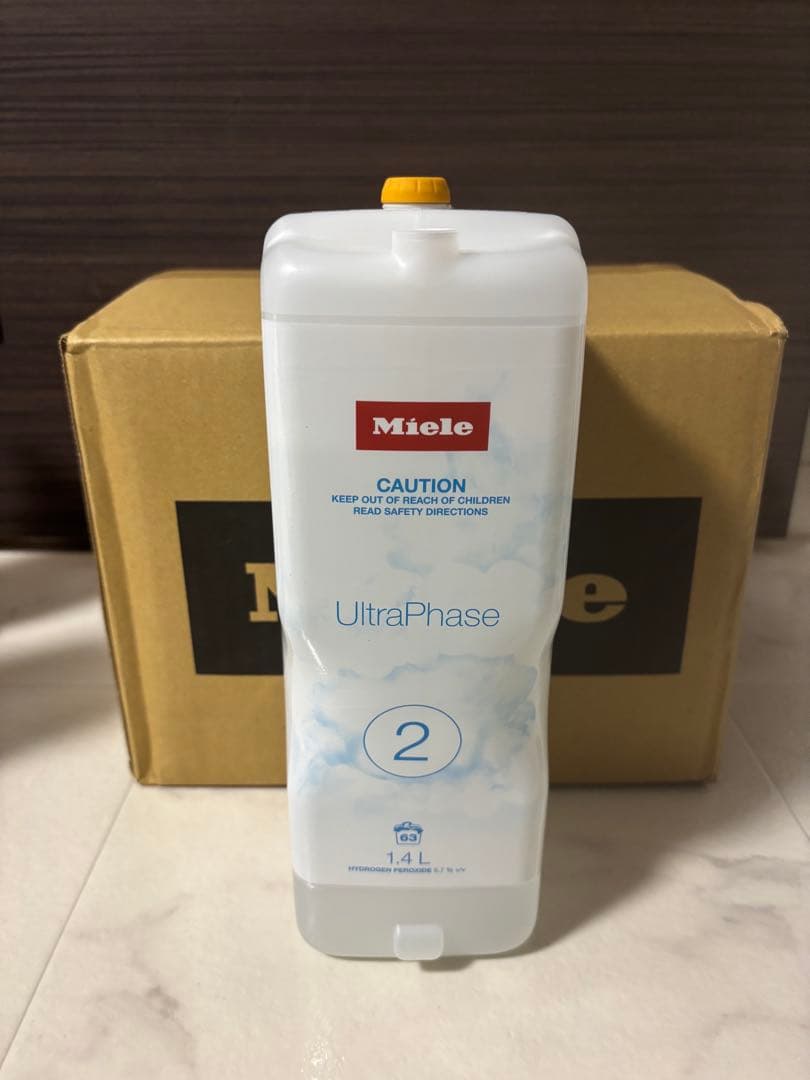 Miele
CAUTION
KEEP OUT OF REACH OF CHILDREN
READ SAFETY DIRECTIONS
UltraPhase
2
63
1,4 L
HYDROGEN PEROXIDE